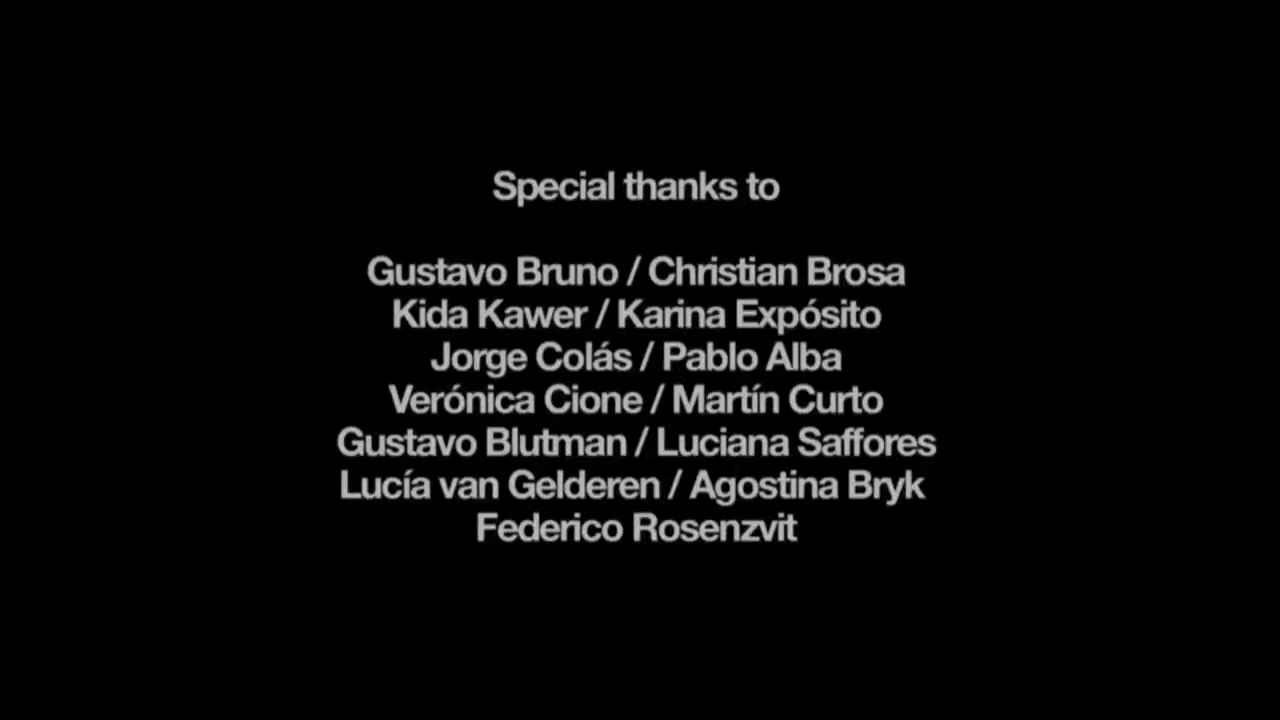 Special thanks to
Gustavo Bruno / Christian Brosa
Kida Kawer / Karina Expósito
Jorge Colás / Pablo Alba
Verónica Cione / Martín Curto
Gustavo Blutman / Luciana Saffores
Lucía van Gelderen / Agostina Bryk
Federico Rosenzvit